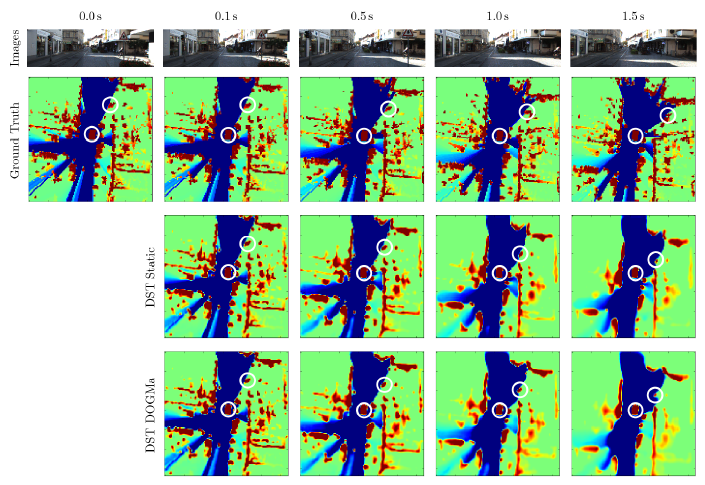 0.0 s 0.1 s 0.5 s 1.0 s 1.5 s
Images
Ground Truth
DST Static
DST DOGMa